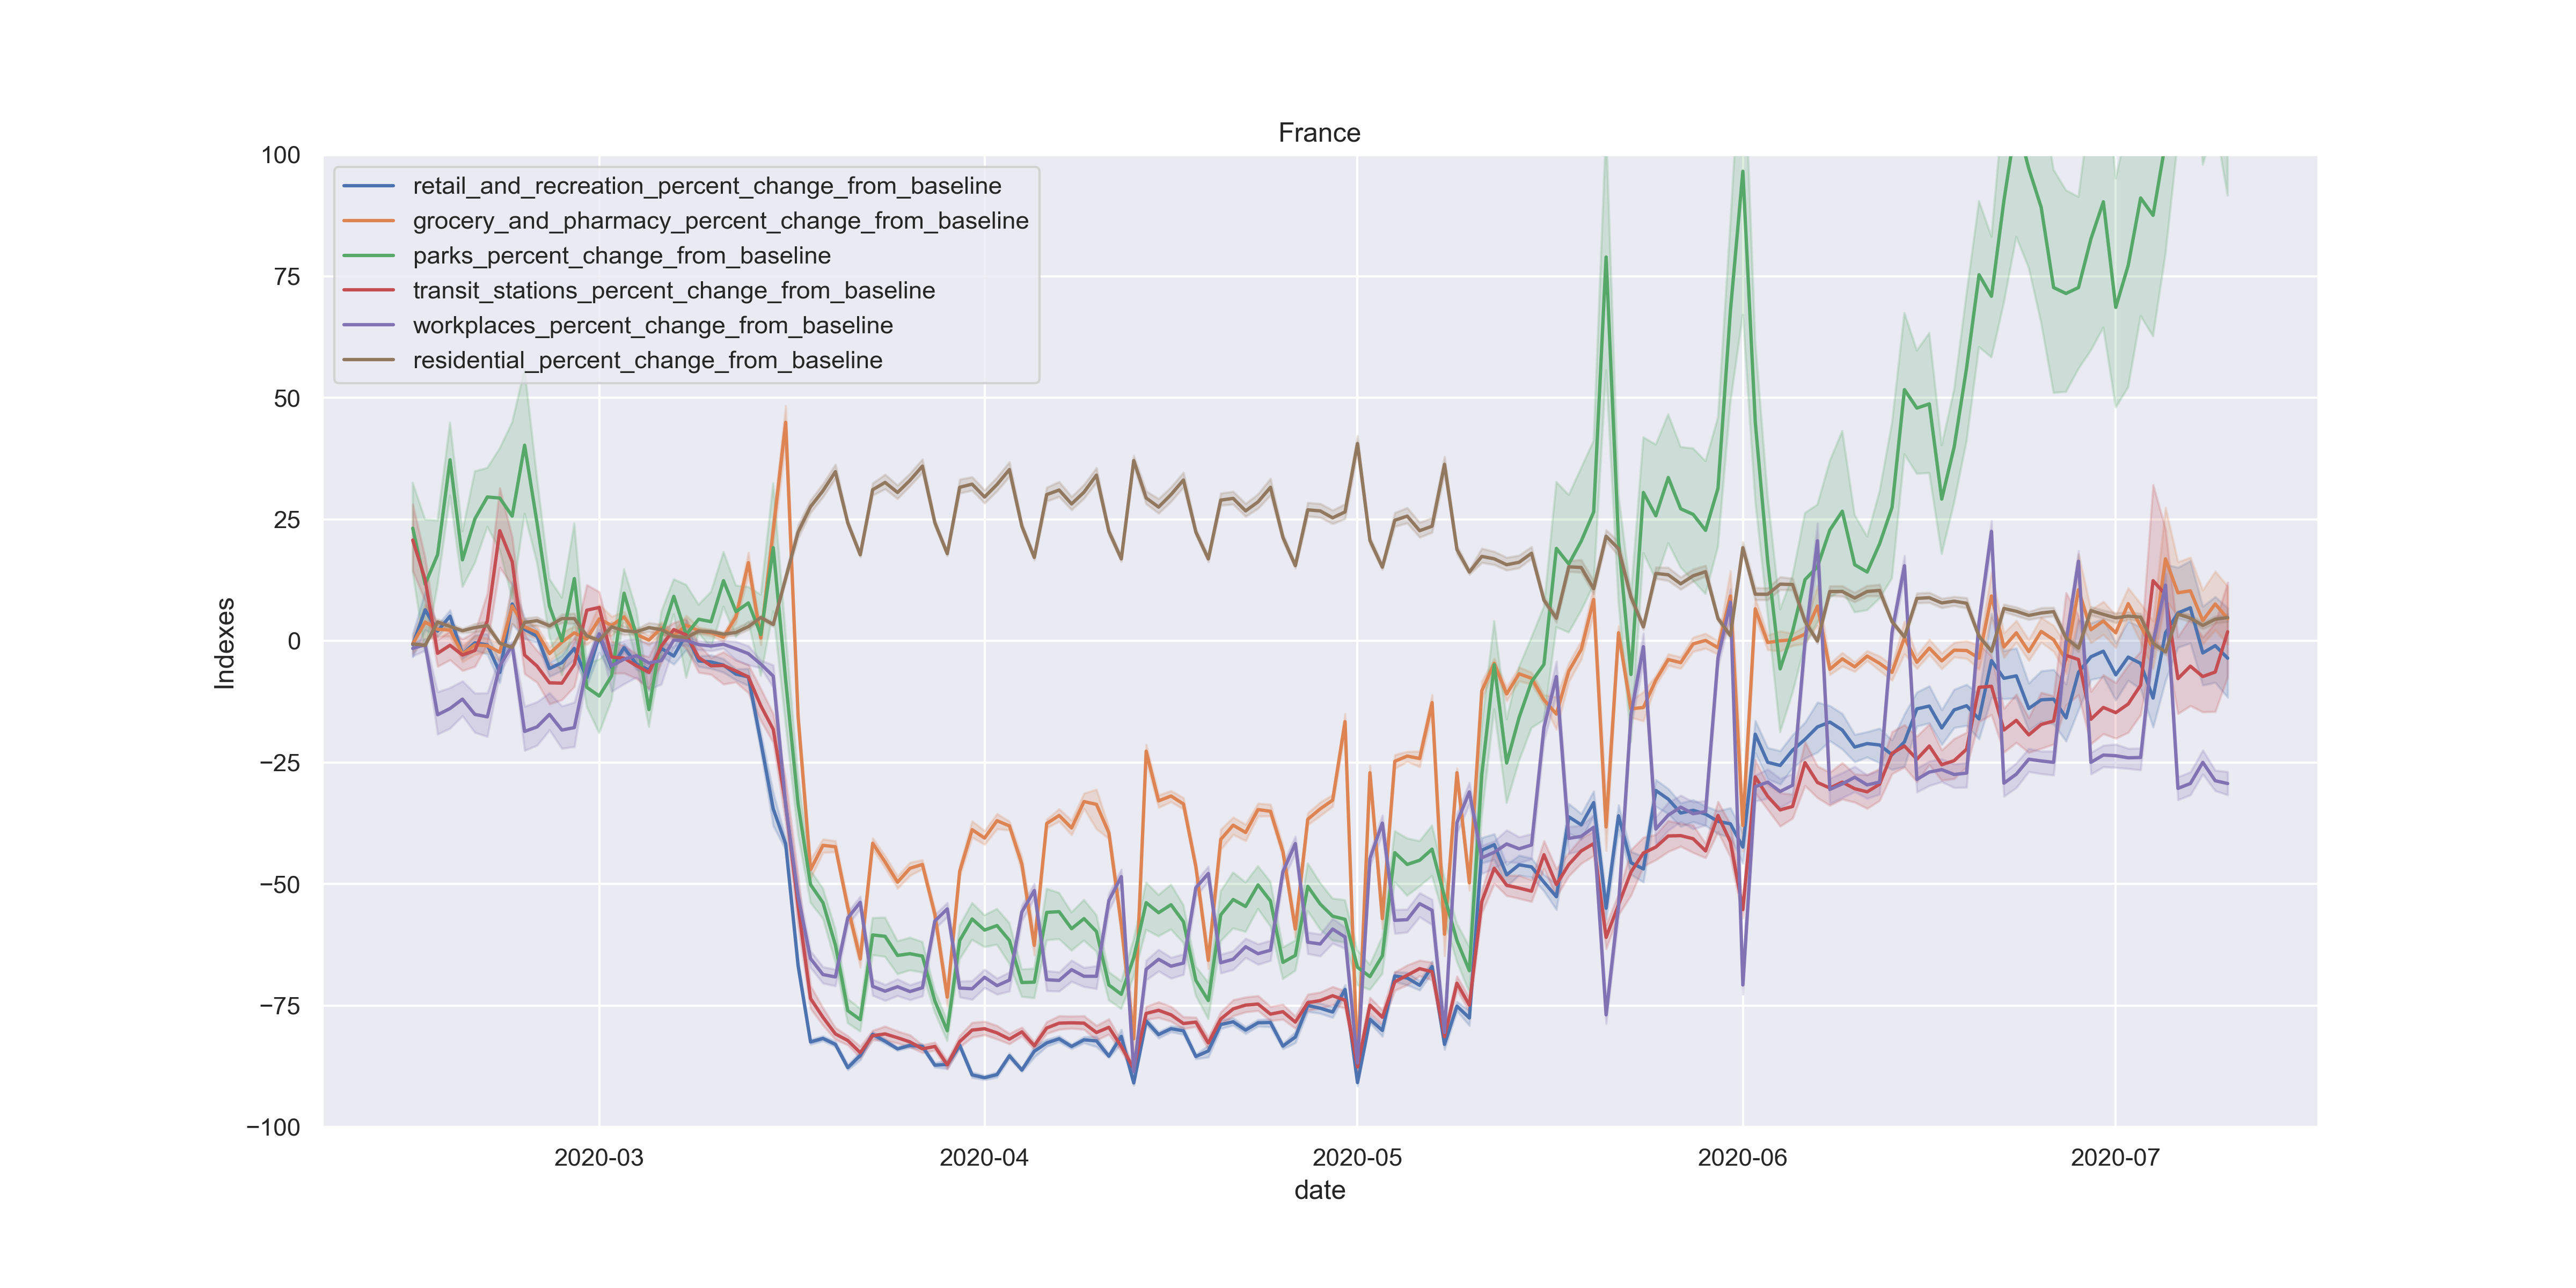 France
100
75
50
25
0
−25
−50
−75
−100
Indexes
retail_and_recreation_percent_change_from_baseline
grocery_and_pharmacy_percent_change_from_baseline
parks_percent_change_from_baseline
transit_stations_percent_change_from_baseline
workplaces_percent_change_from_baseline
residential_percent_change_from_baseline
2020-03 2020-04 2020-05 2020-06 2020-07
date